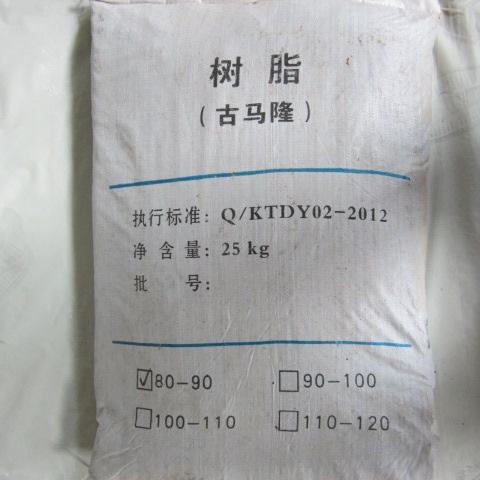 树 脂
（古马隆）
执行标准：Q/KTDY02-2012
净 含 量：25 kg
批 号：
☑80-90 □90-100
□100-110 □110-120